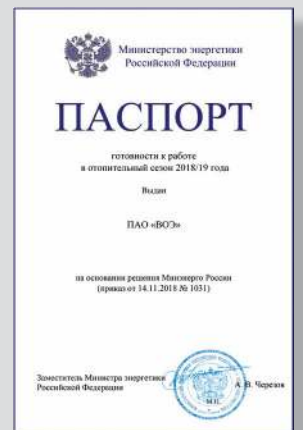 Министерство энергетики
Российской Федерации
ПАСПОРТ
готовности к работе
в отопительный сезон 2018/19 года
Выдан
ПАО «ВОЭ»
на основании решения Минэнерго России
(приказ от 14.11.2018 № 1031)
Заместитель Министра энергетики
Российской Федерации
А. В. Черезов
М.П.